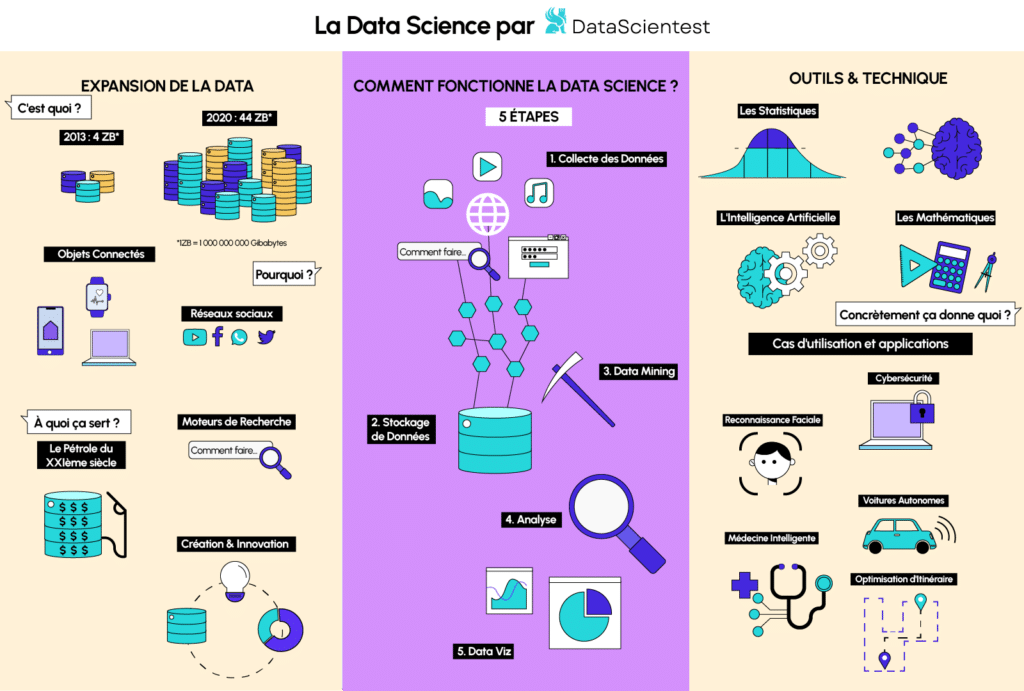 La Data Science par DataScientest
EXPANSION DE LA DATA
C'est quoi ?
2013 : 4 ZB*
2020 : 44 ZB*
*1ZB = 1 000 000 000 Gibabytes
Objets Connectés
Pourquoi ?
Réseaux sociaux
À quoi ça sert ?
Le Pétrole du
XXIème siècle
$ $ $
$ $ $
$ $ $
$ $ $
Moteurs de Recherche
Comment faire...
Création & Innovation
COMMENT FONCTIONNE LA DATA SCIENCE ?
5 ÉTAPES
1. Collecte des Données
Comment faire...
3. Data Mining
2. Stockage
de Données
4. Analyse
5. Data Viz
OUTILS & TECHNIQUE
Les Statistiques
L'Intelligence Artificielle
Les Mathématiques
Concrètement ça donne quoi ?
Cas d'utilisation et applications
Cybersécurité
Reconnaissance Faciale
Voitures Autonomes
Médecine Intelligente
Optimisation d'Itinéraire